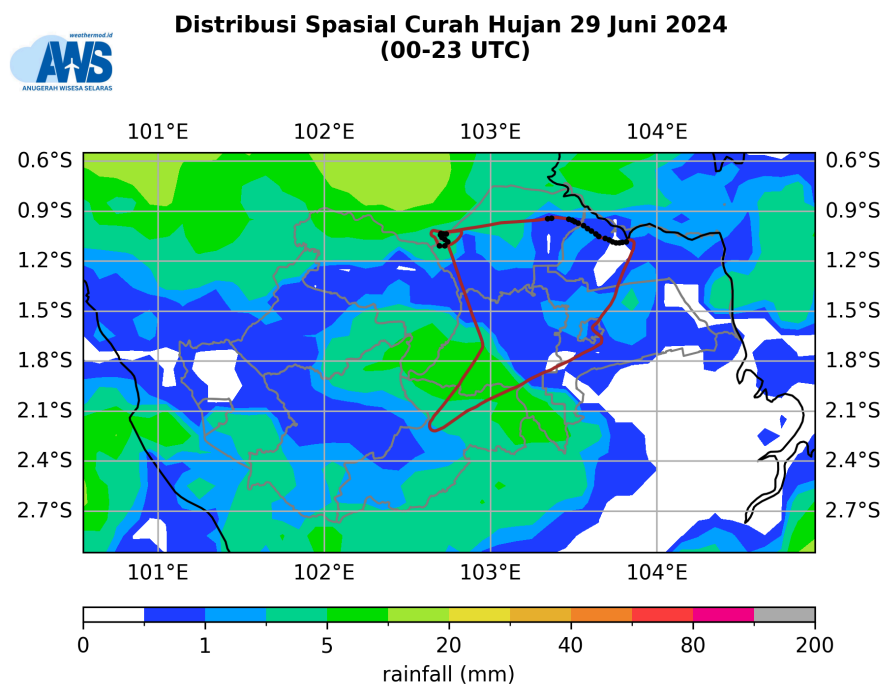 Distribusi Spasial Curah Hujan 29 Juni 2024
(00-23 UTC)
weathermod.id
AWS
ANUGERAH WISESA SELARAS
101°E 102°E 103°E 104°E
0.6°S 0.6°S
0.9°S 0.9°S
1.2°S 1.2°S
1.5°S 1.5°S
1.8°S 1.8°S
2.1°S 2.1°S
2.4°S 2.4°S
2.7°S 2.7°S
101°E 102°E 103°E 104°E
0 1 5 20 40 80 200
rainfall (mm)